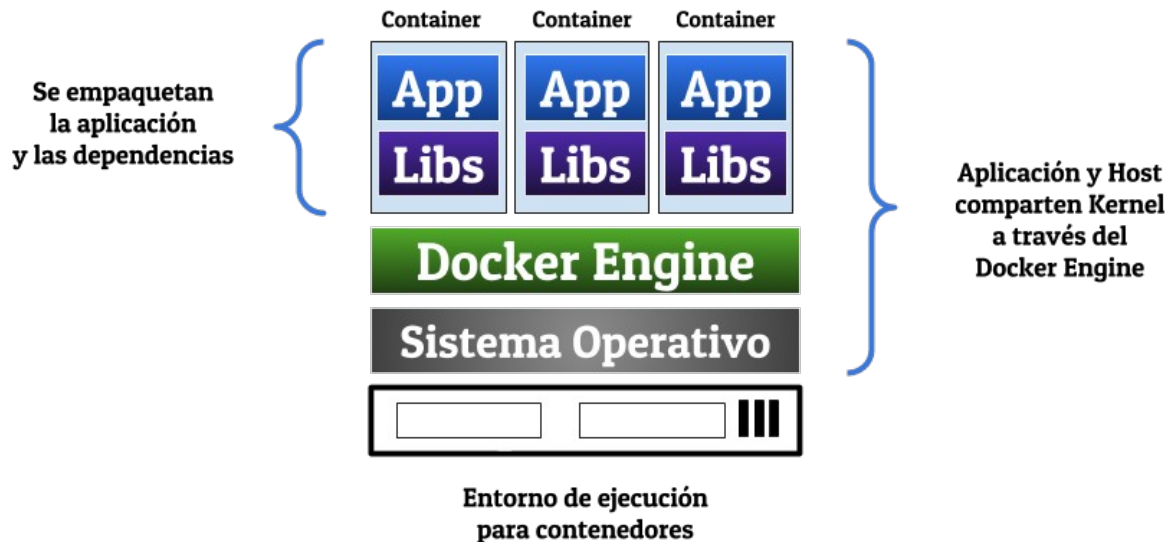 Container Container Container
Se empaquetan
la aplicación
y las dependencias
App App App
Libs Libs Libs
Aplicación y Host
comparten Kernel
a través del
Docker Engine
Docker Engine
Sistema Operativo
Entorno de ejecución
para contenedores